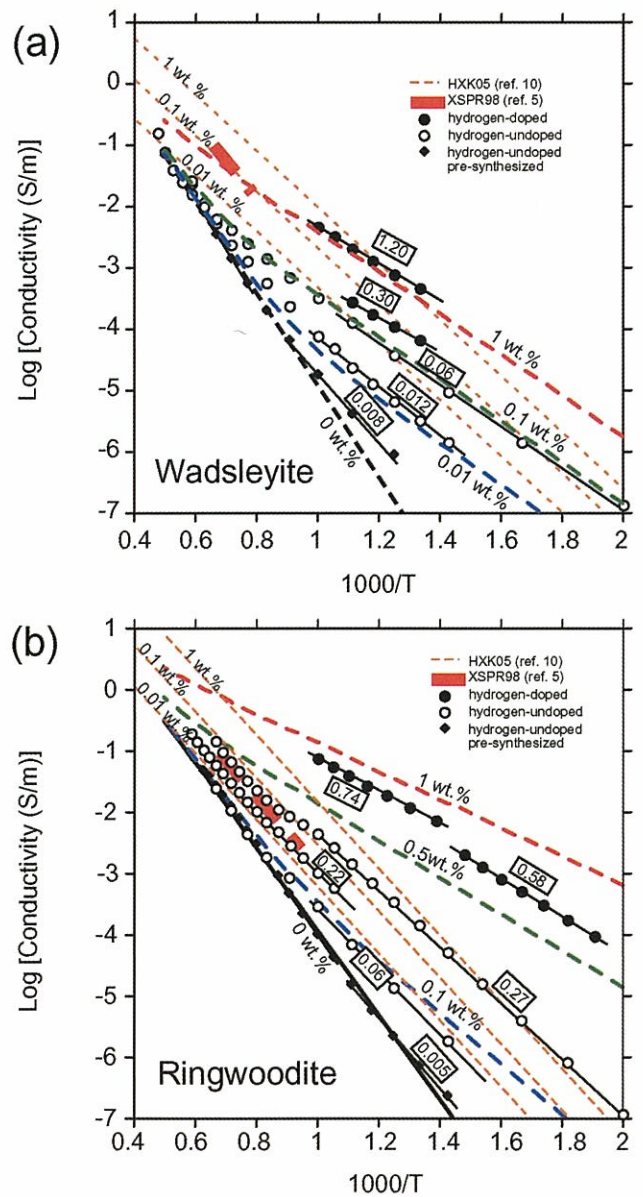 (a)
1
0
-1
-2
-3
-4
-5
-6
-7
Log [Conductivity (S/m)]
1 wt.%
0.1 wt.%
0.01 wt.%
HXK05 (ref. 10)
XSPR98 (ref. 5)
hydrogen-doped
hydrogen-undoped
hydrogen-undoped
pre-synthesized
1.20
0.30
0.06
0.012
0.008
1 wt.%
0.1 wt.%
0.01 wt.%
0 wt.%
Wadsleyite
0.4 0.6 0.8 1 1.2 1.4 1.6 1.8 2
1000/T
(b)
1
0
-1
-2
-3
-4
-5
-6
-7
Log [Conductivity (S/m)]
1 wt.%
0.1 wt.%
0.01 wt.%
HXK05 (ref. 10)
XSPR98 (ref. 5)
hydrogen-doped
hydrogen-undoped
hydrogen-undoped
pre-synthesized
1 wt.%
0.74
0.5wt.%
0.58
0.22
0 wt.%
0.06
0.1 wt.%
0.27
0.005
Ringwoodite
0.4 0.6 0.8 1 1.2 1.4 1.6 1.8 2
1000/T